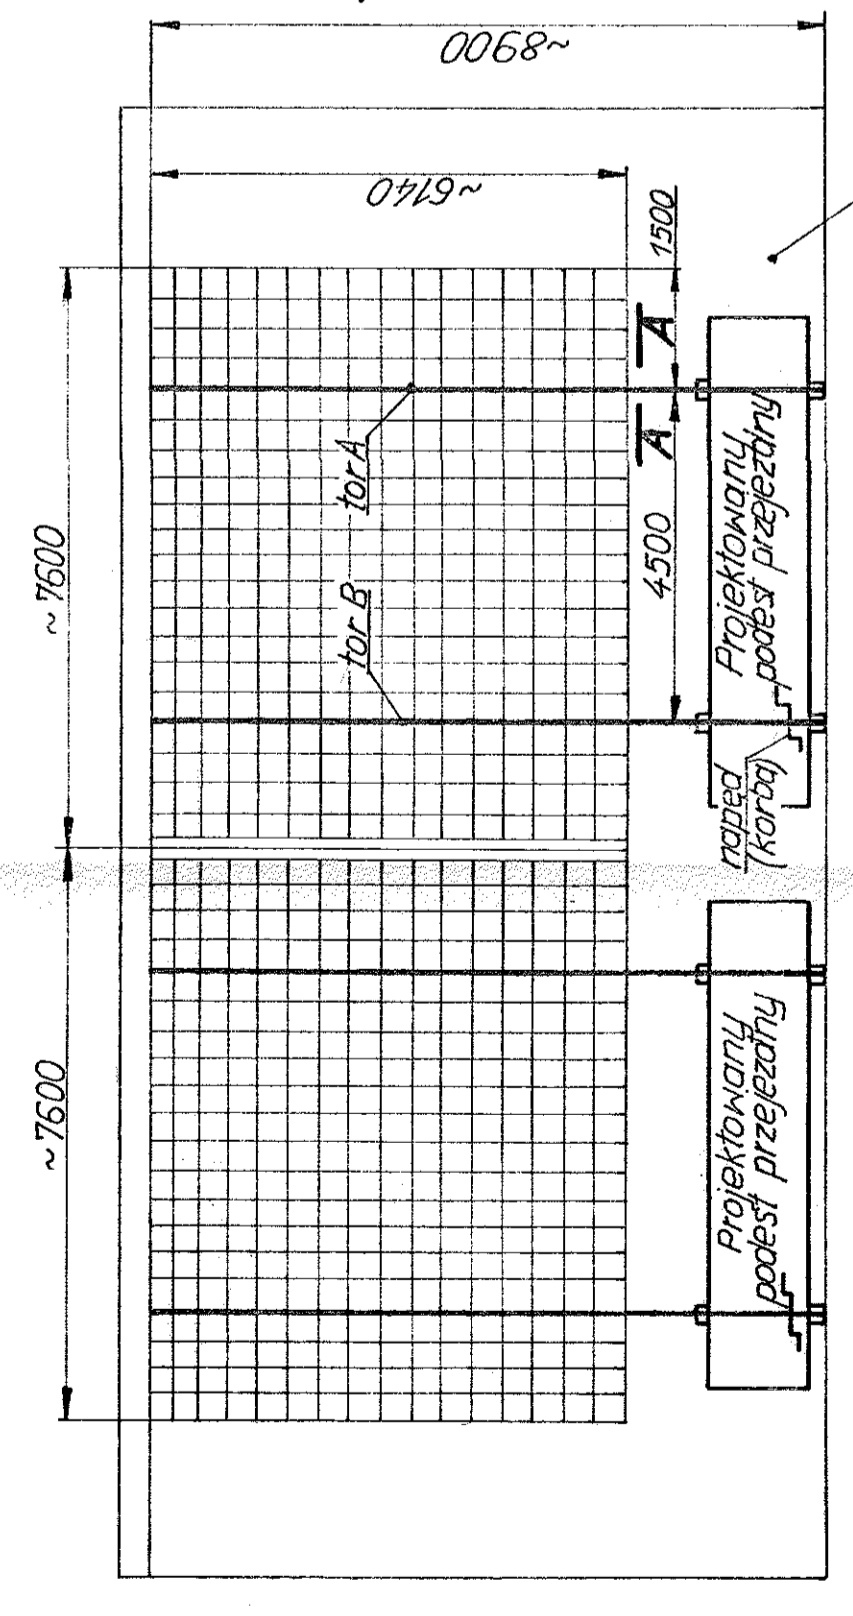 ~8900
~6140
1500
A
~7600
tor A
A
4500
tor B
Projektowany
podest przejezdny
napęd
(korba)
~7600
Projektowany
podest przejezdny